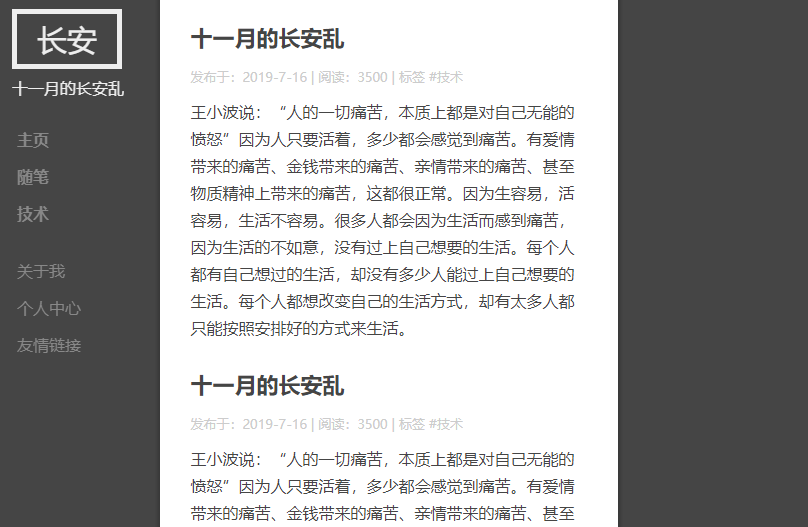 长安
十一月的长安乱
主页
随笔
技术
关于我
个人中心
友情链接
十一月的长安乱
发布于：2019-7-16 | 阅读：3500 | 标签 #技术
王小波说：“人的一切痛苦，本质上都是对自己无能的
愤怒”因为人只要活着，多少都会感觉到痛苦。有爱情
带来的痛苦、金钱带来的痛苦、亲情带来的痛苦、甚至
物质精神上带来的痛苦，这都很正常。因为生容易，活
容易，生活不容易。很多人都会因为生活而感到痛苦，
因为生活的不如意，没有过上自己想要的生活。每个人
都有自己想过的生活，却没有多少人能过上自己想要的
生活。每个人都想改变自己的生活方式，却有太多人都
只能按照安排好的方式来生活。
十一月的长安乱
发布于：2019-7-16 | 阅读：3500 | 标签 #技术
王小波说：“人的一切痛苦，本质上都是对自己无能的
愤怒”因为人只要活着，多少都会感觉到痛苦。有爱情
带来的痛苦、金钱带来的痛苦、亲情带来的痛苦、甚至